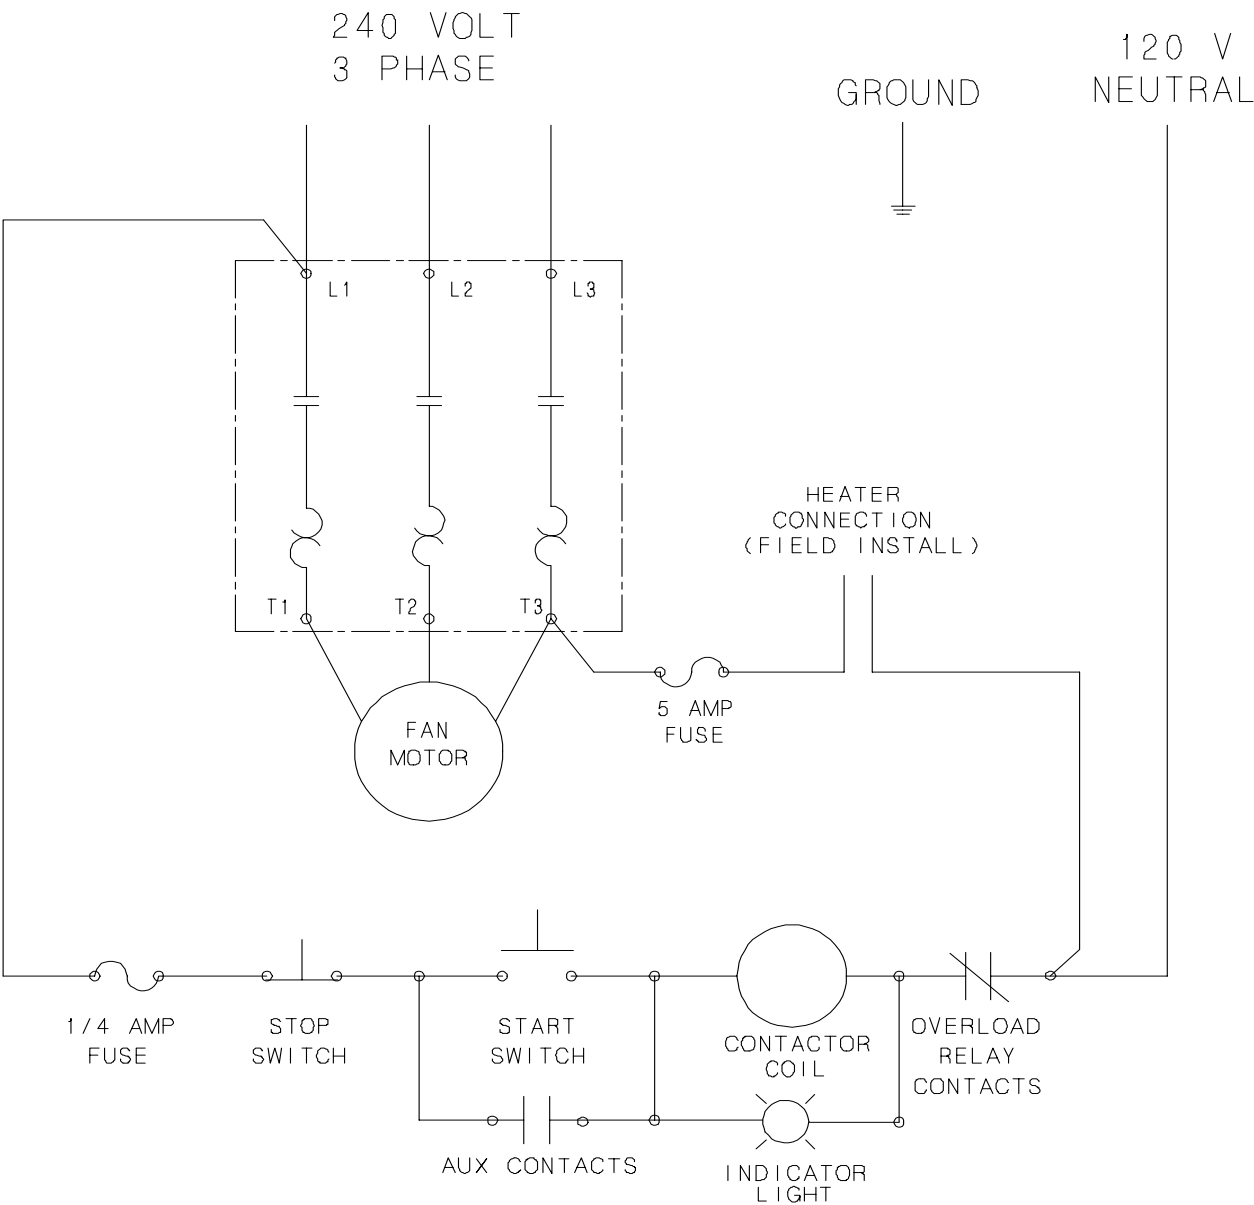 240 VOLT
3 PHASE
GROUND
120 V
NEUTRAL
L1
L2
L3
HEATER
CONNECTION
(FIELD INSTALL)
T1
T2
T3
5 AMP
FUSE
FAN
MOTOR
1/4 AMP
FUSE
STOP
SWITCH
START
SWITCH
CONTACTOR
COIL
OVERLOAD
RELAY
CONTACTS
AUX CONTACTS
INDICATOR
LIGHT